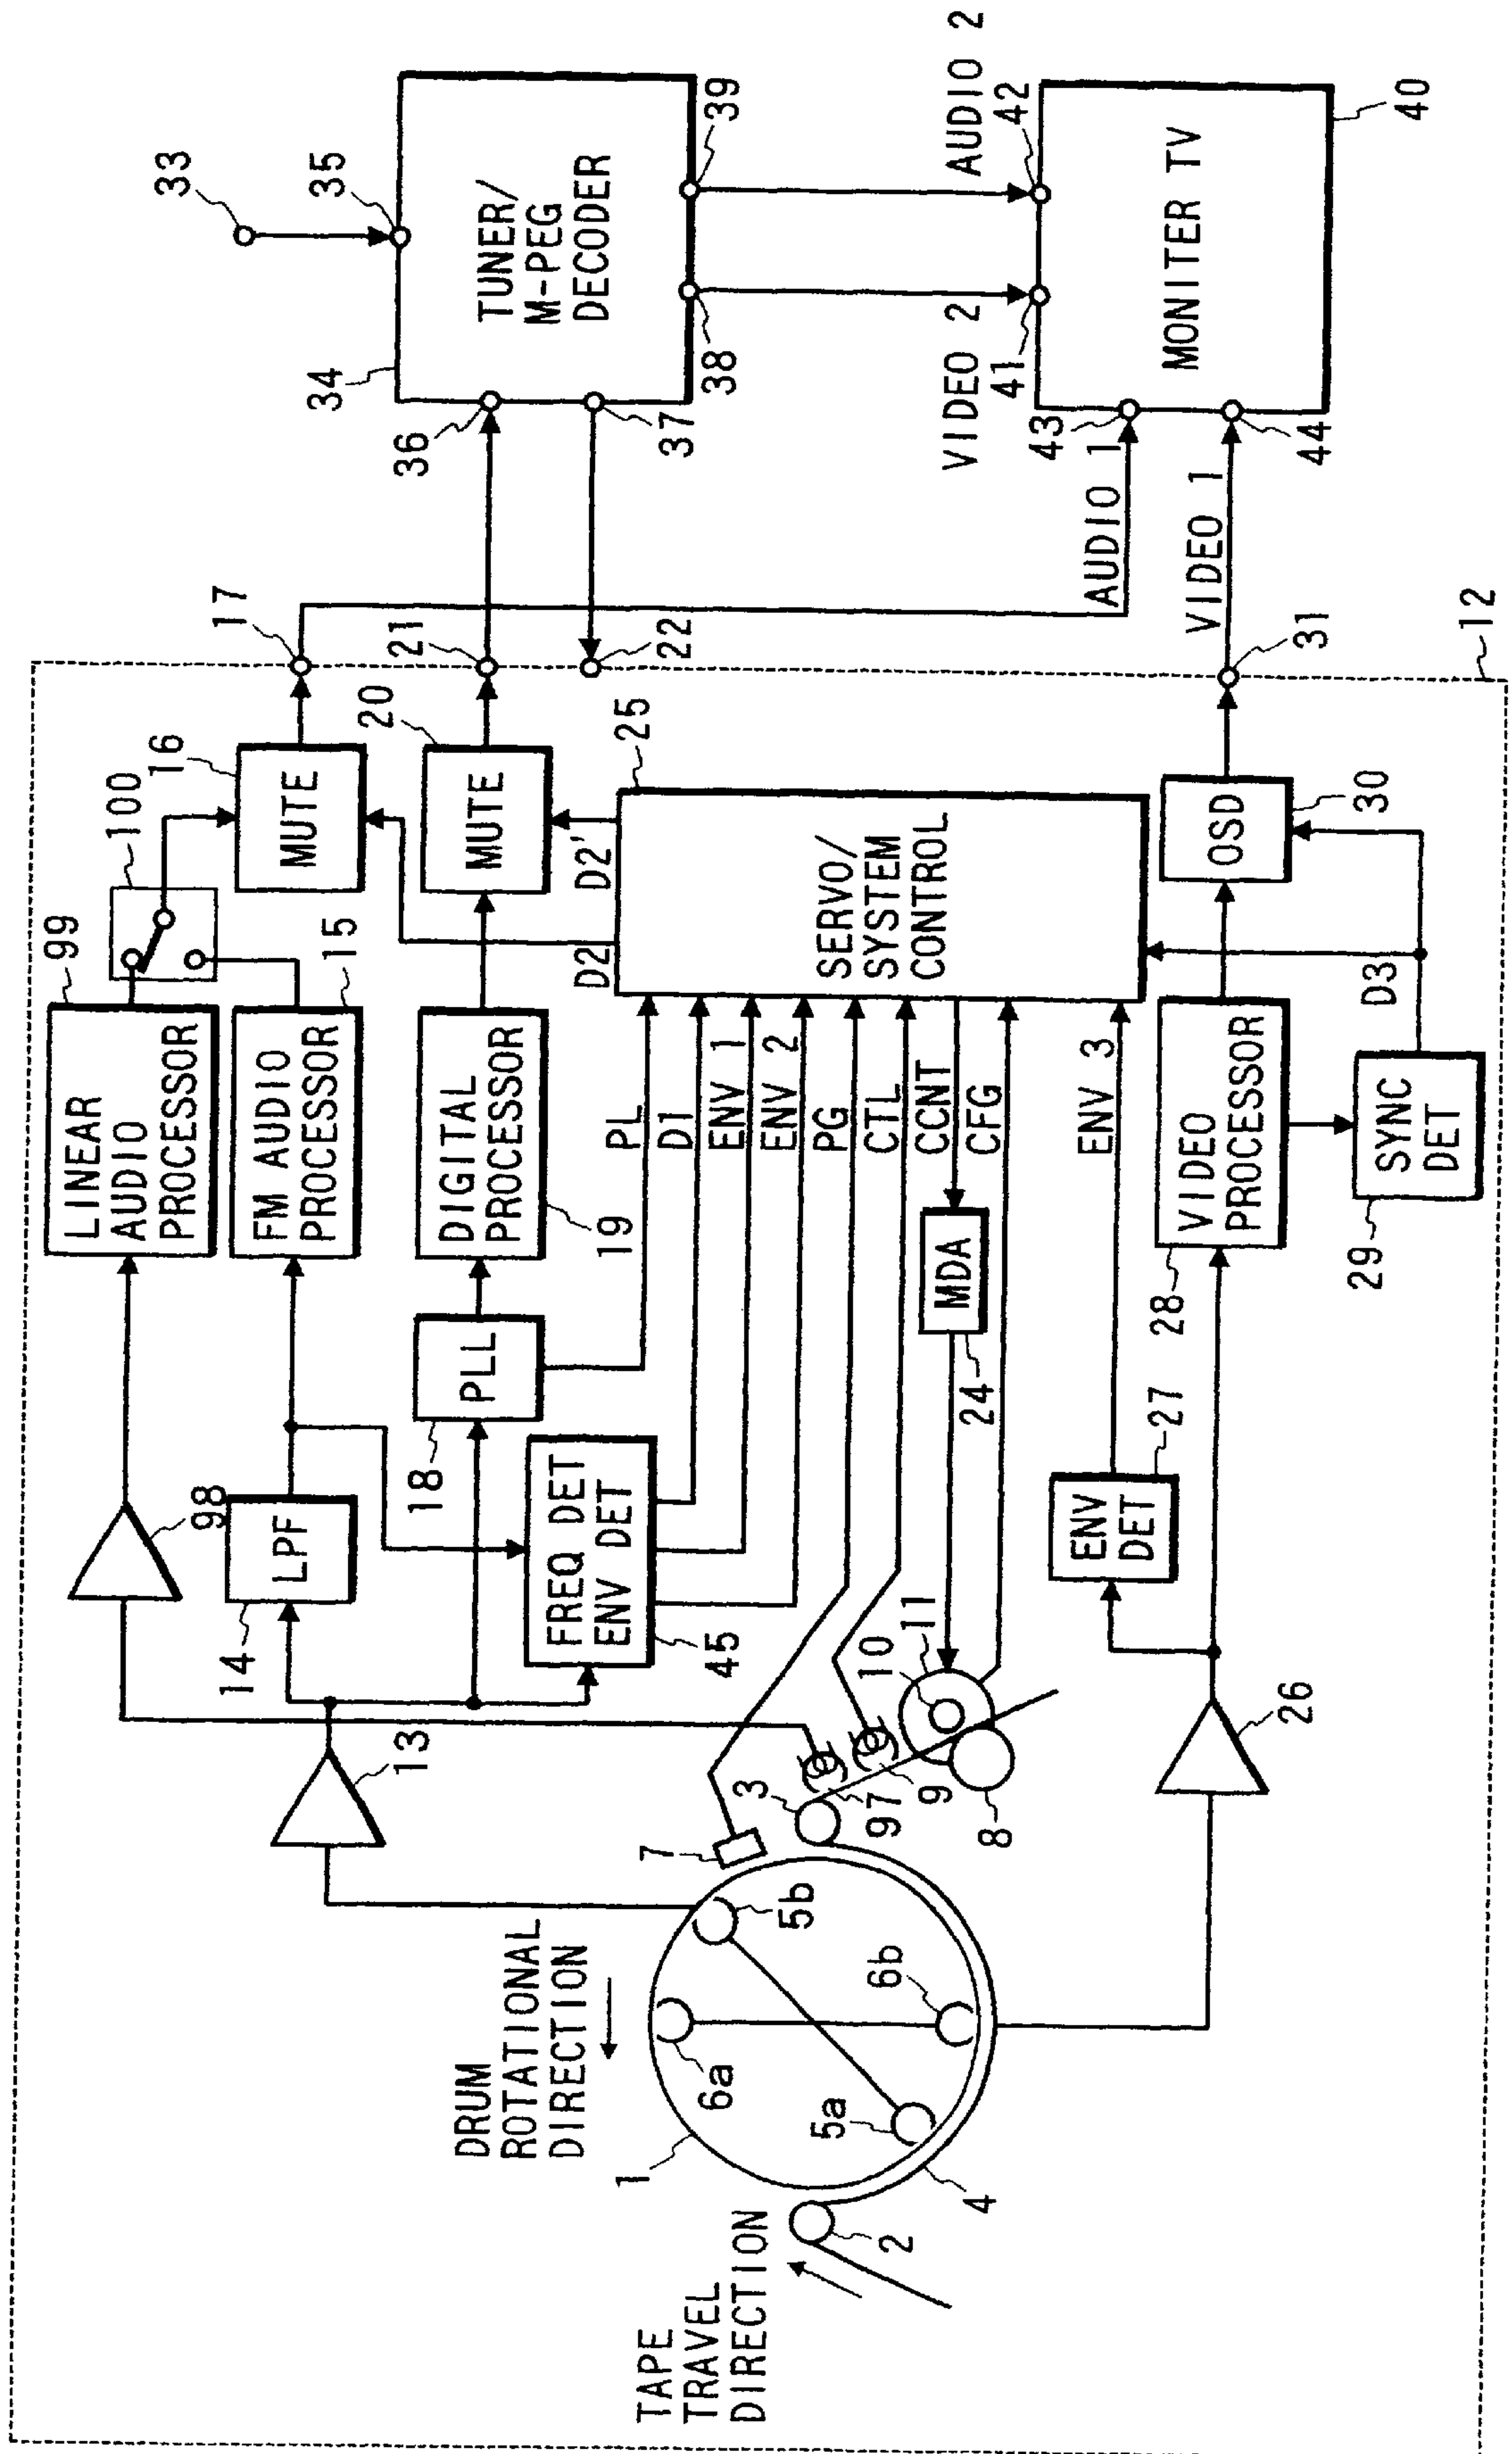 33
35
34
TUNER/
M-PEG
DECODER
36
37
38
39
VIDEO 2
AUDIO 2
41
42
43
44
MONITER TV
40
AUDIO 1
VIDEO 1
17
21
22
31
12
99
LINEAR
AUDIO
PROCESSOR
100
16
MUTE
15
FM AUDIO
PROCESSOR
20
MUTE
DIGITAL
PROCESSOR
19
98
14
LPF
18
PLL
13
FREQ DET
ENV DET
45
25
SERVO/
SYSTEM
CONTROL
D2
D2'
PL
D1
ENV 1
ENV 2
PG
CTL
CCNT
CFG
ENV 3
MDA
24
OSD
30
D3
28
VIDEO
PROCESSOR
29
SYNC
DET
ENV
DET
27
26
DRUM
ROTATIONAL
DIRECTION
TAPE
TRAVEL
DIRECTION
1
2
3
4
5a
5b
6a
6b
7
97
9
8
10
11